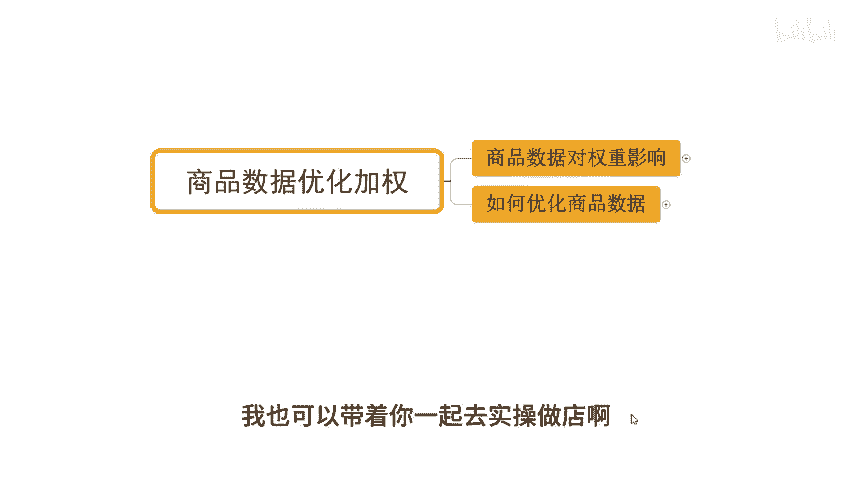 商品数据优化加权
商品数据对权重影响
如何优化商品数据
我也可以带着你一起去实操做店啊